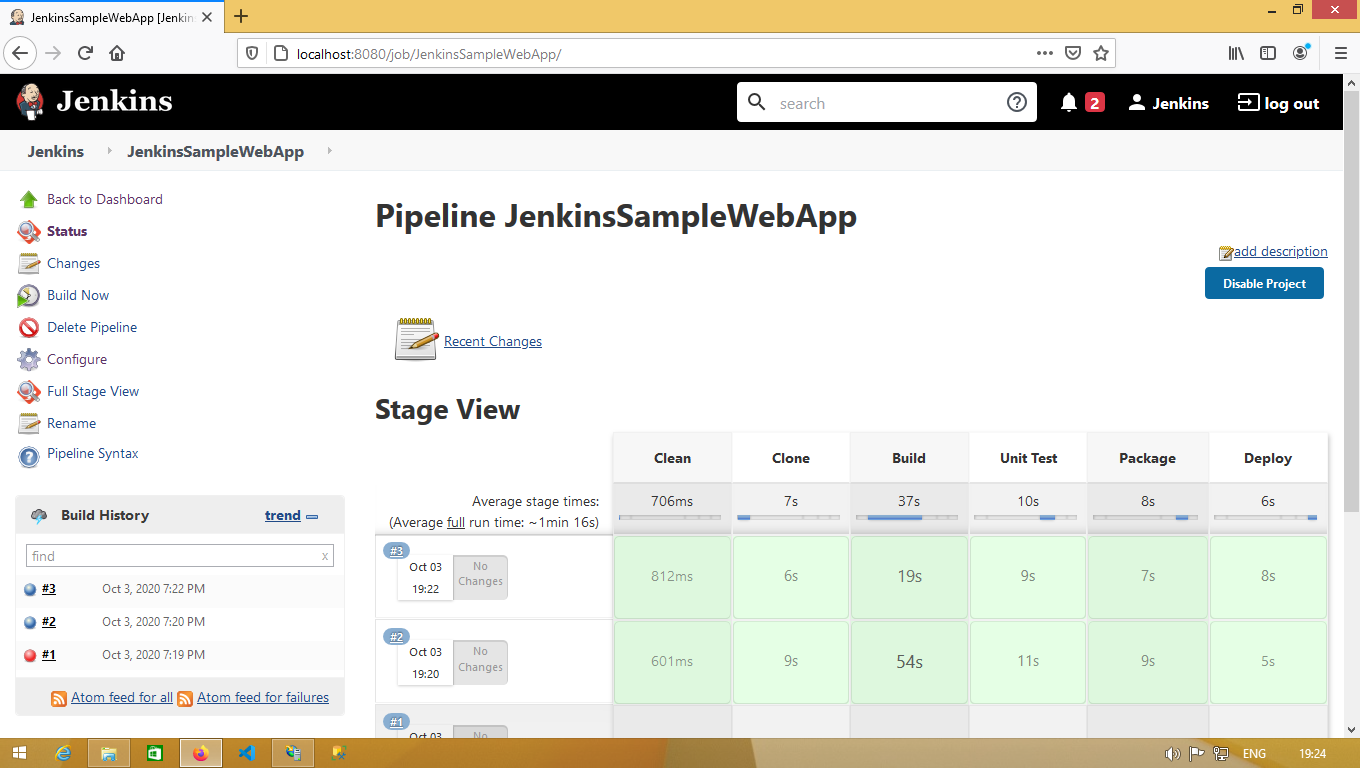 JenkinsSampleWebApp [Jenkin
localhost:8080/job/JenkinsSampleWebApp/
Jenkins
search
2
Jenkins
log out
Jenkins
JenkinsSampleWebApp
Back to Dashboard
Status
Changes
Build Now
Delete Pipeline
Configure
Full Stage View
Rename
Pipeline Syntax
Build History
trend
find
x
#3 Oct 3, 2020 7:22 PM
#2 Oct 3, 2020 7:20 PM
#1 Oct 3, 2020 7:19 PM
Atom feed for all Atom feed for failures
Pipeline JenkinsSampleWebApp
add description
Disable Project
Recent Changes
Stage View
Clean Clone Build Unit Test Package Deploy
Average stage times:
(Average full run time: ~1min 16s)
706ms 7s 37s 10s 8s 6s
#3
Oct 03
19:22
No
Changes
812ms 6s 19s 9s 7s 8s
#2
Oct 03
19:20
No
Changes
601ms 9s 54s 11s 9s 5s
#1
Oct 03
No
ENG
19:24